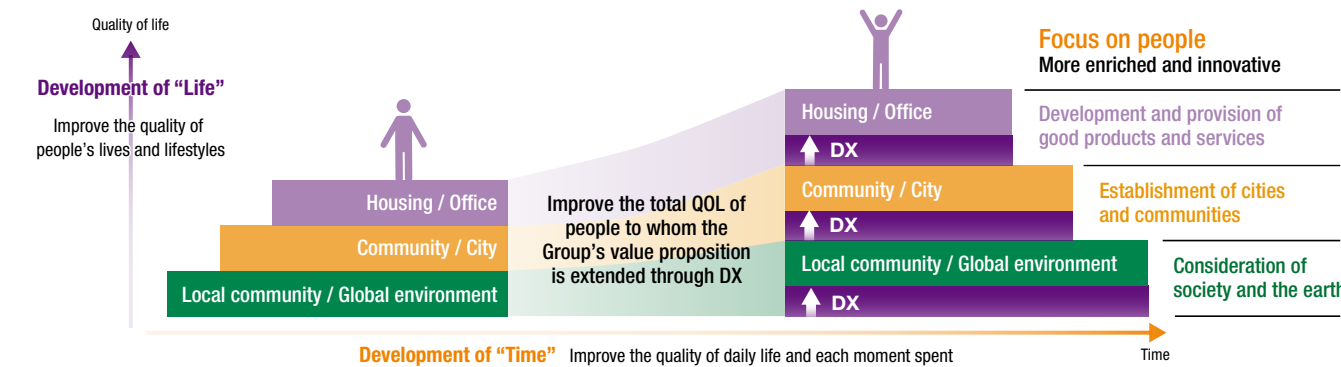 Quality of life
Development of “Life”
Improve the quality of
people’s lives and lifestyles
Housing / Office
Community / City
Local community / Global environment
Improve the total QOL of
people to whom the
Group’s value proposition
is extended through DX
Housing / Office
DX
Community / City
DX
Local community / Global environment
DX
Focus on people
More enriched and innovative
Development and provision of
good products and services
Establishment of cities
and communities
Consideration of
society and the earth
Development of “Time” Improve the quality of daily life and each moment spent
Time